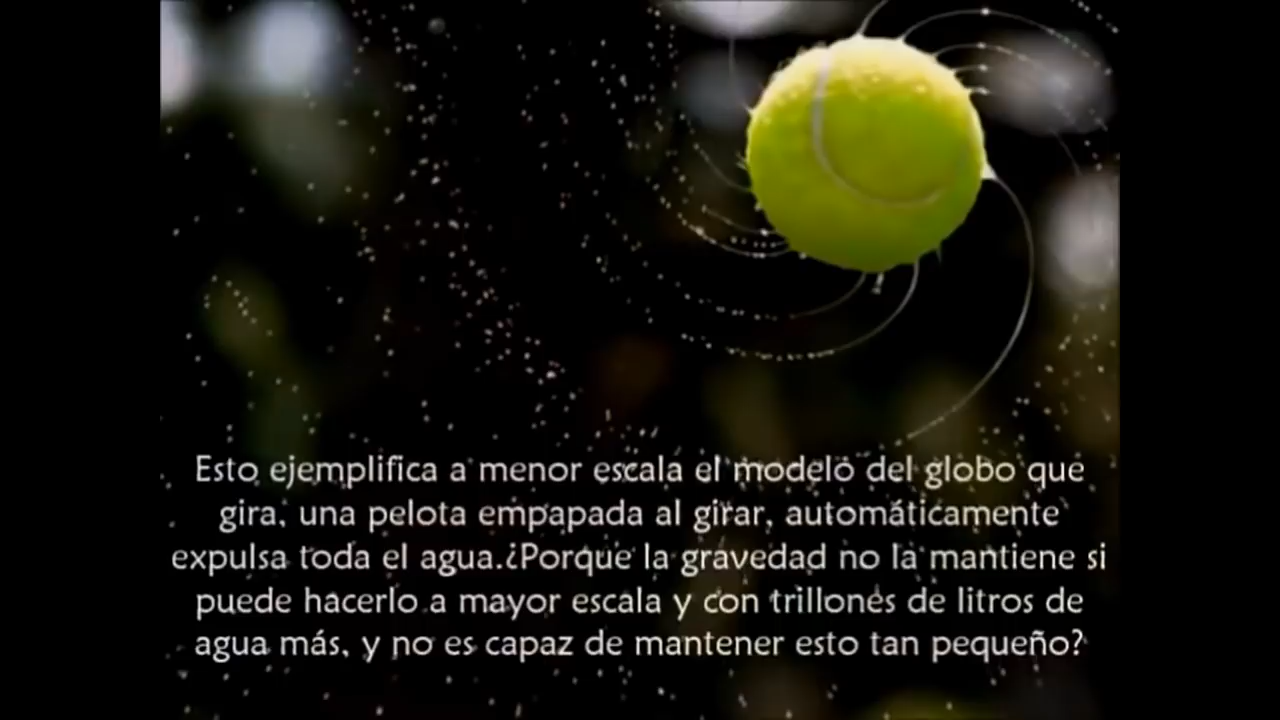 Esto ejemplifica a menor escala el modelo del globo que
gira, una pelota empapada al girar, automáticamente
expulsa toda el agua.¿Porque la gravedad no la mantiene si
puede hacerlo a mayor escala y con trillones de litros de
agua más, y no es capaz de mantener esto tan pequeño?